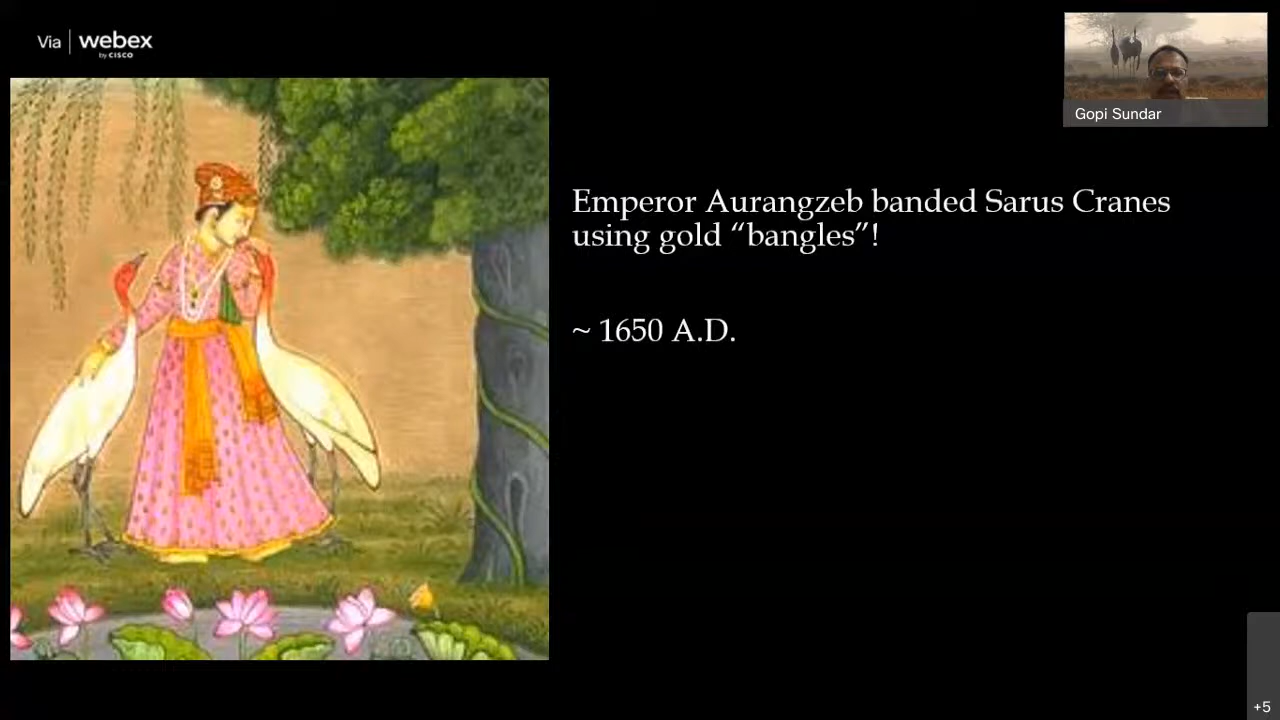 Via webex
by CISCO
Gopi Sundar
Emperor Aurangzeb banded Sarus Cranes
using gold “bangles”!
~ 1650 A.D.
+5